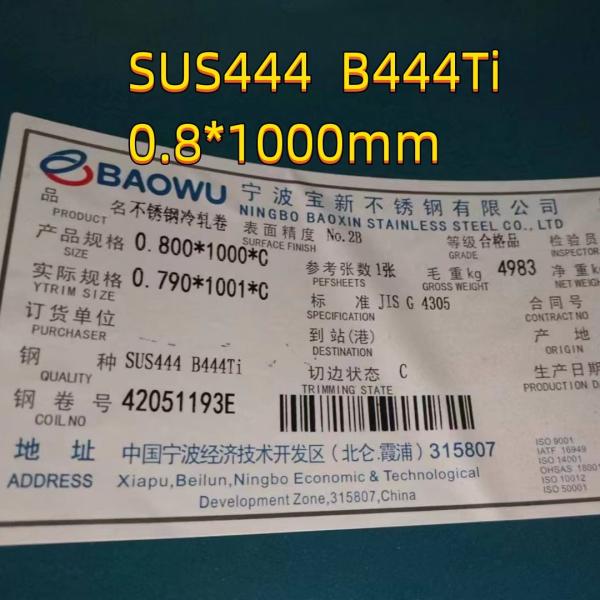 SUS444 B444Ti
0.8*1000mm
BAOWU 宁波宝新不锈钢有限公司
NINGBO BAOXIN STAINLESS STEEL CO., LTD
品 名 不锈钢冷轧卷 表面精度 No.2B 等级 合格品 检验员
PRODUCT SURFACE FINISH GRADE INSPECTOR
产品规格 0.800*1000*C 参考张数 1张 毛重kg 4983 净重kg
SIZE PEFSHEETS GROSS WEIGHT NET WEIGH
实际规格 0.790*1001*C 标 准 JIS G 4305 合同号
YTRIM SIZE SPECIFICATION CONTRACT NO
订货单位 到站(港) 产 地
PURCHASER DESTINATION ORIGIN
钢 种 SUS444 B444Ti 切边状态 C 生产日期
QUALITY TRIMMING STATE PRODUCTION DA
钢卷号 42051193E
COIL NO
地 址 中国宁波经济技术开发区（北仑.霞浦）315807
ADDRESS Xiapu,Beilun,Ningbo Economic & Technological
Development Zone,315807,China
ISO 9001
IATF 16949
ISO 14001
OHSAS 18001
ISO 10012
ISO 50001